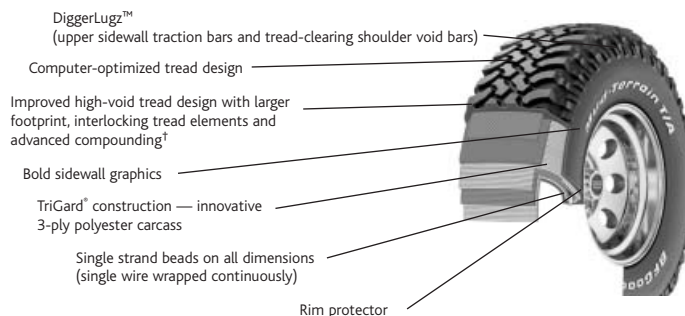 DiggerLugz™
(upper sidewall traction bars and tread-clearing shoulder void bars)
Computer-optimized tread design
Improved high-void tread design with larger
footprint, interlocking tread elements and
advanced compounding†
Bold sidewall graphics
TriGard® construction — innovative
3-ply polyester carcass
Single strand beads on all dimensions
(single wire wrapped continuously)
Rim protector
Mud-Terrain T/A
BFGood